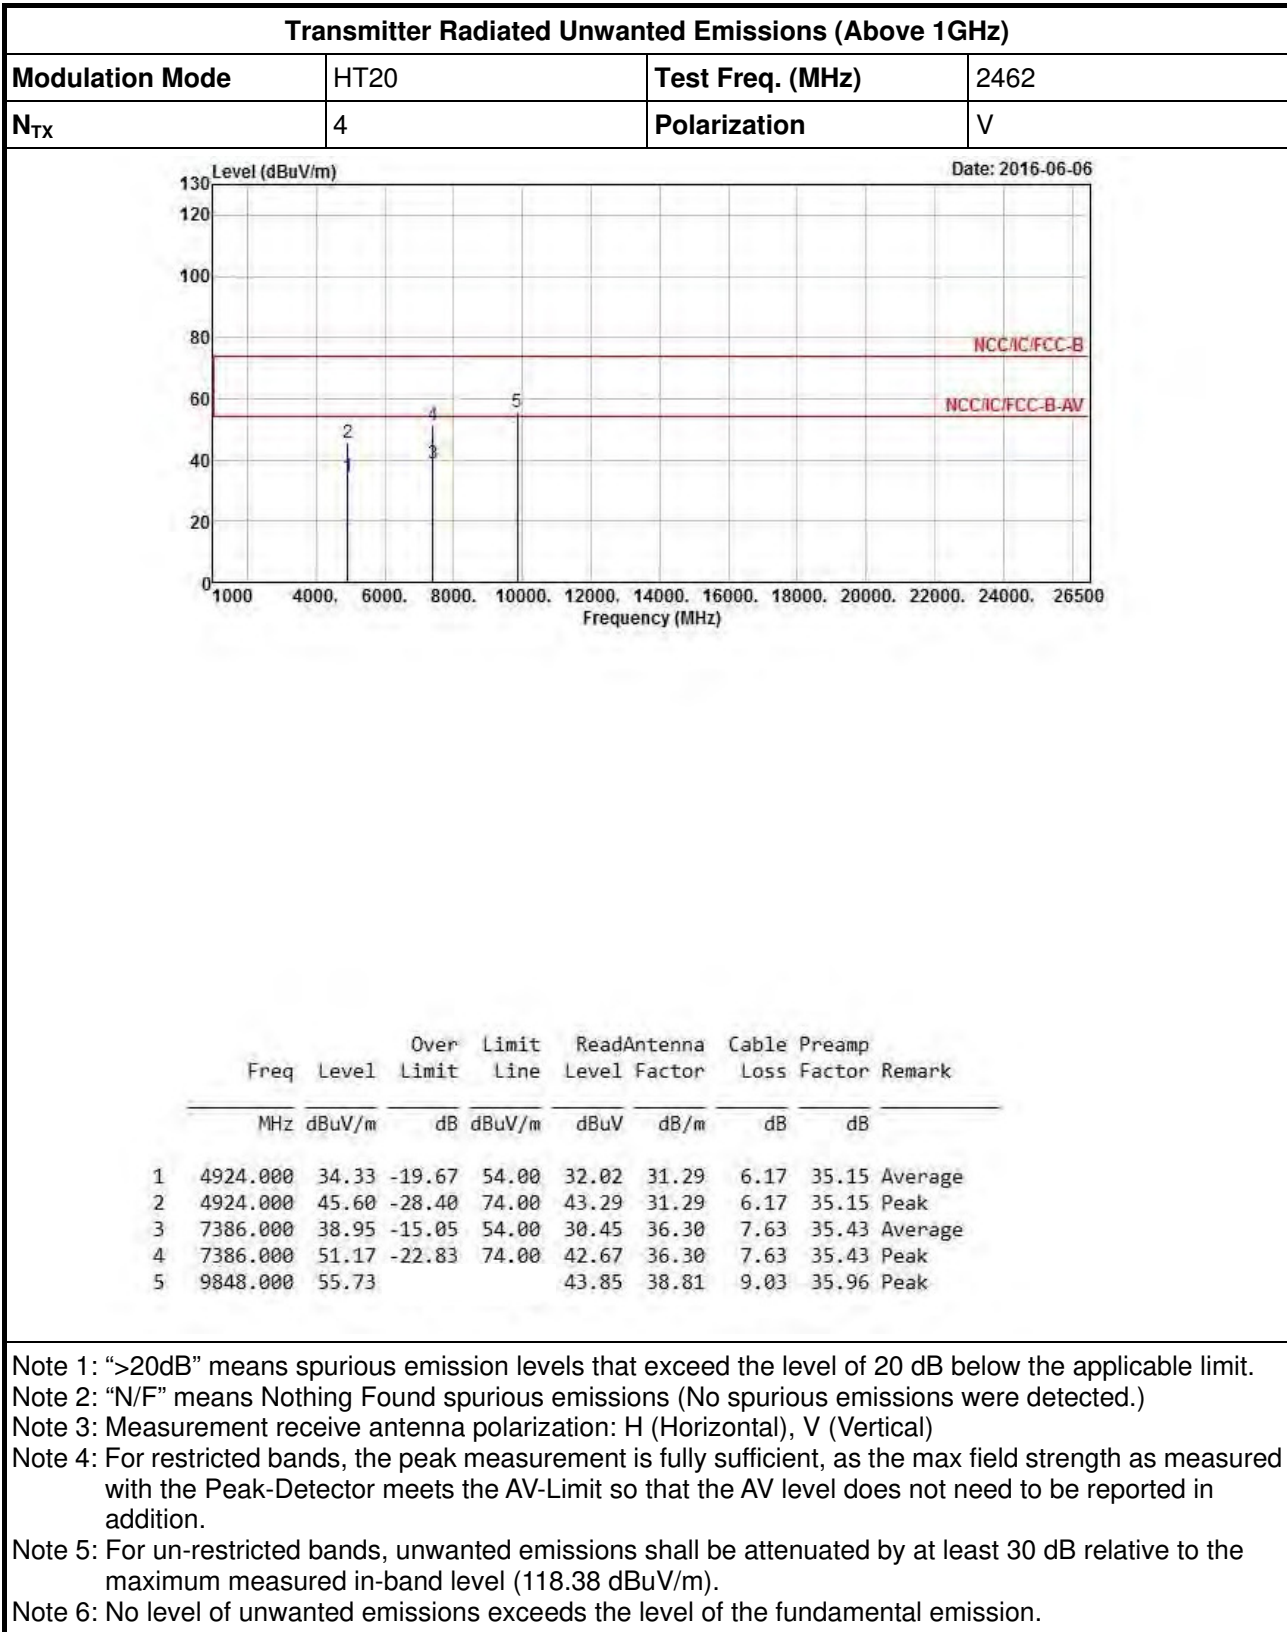 Transmitter Radiated Unwanted Emissions (Above 1GHz)
Modulation Mode HT20 Test Freq. (MHz) 2462
NTX 4 Polarization V
Level (dBuV/m) Date: 2016-06-06
130
120
100
80
NCC/IC/FCC-B
60
5
NCC/IC/FCC-B-AV
4
2
3
40
1
20
0
1000 4000. 6000. 8000. 10000. 12000. 14000. 16000. 18000. 20000. 22000. 24000. 26500
Frequency (MHz)
Over Limit ReadAntenna Cable Preamp
Freq Level Limit Line Level Factor Loss Factor Remark
MHz dBuV/m dB dBuV/m dBuV dB/m dB dB
1 4924.000 34.33 -19.67 54.00 32.02 31.29 6.17 35.15 Average
2 4924.000 45.60 -28.40 74.00 43.29 31.29 6.17 35.15 Peak
3 7386.000 38.95 -15.05 54.00 30.45 36.30 7.63 35.43 Average
4 7386.000 51.17 -22.83 74.00 42.67 36.30 7.63 35.43 Peak
5 9848.000 55.73 43.85 38.81 9.03 35.96 Peak
Note 1: “>20dB” means spurious emission levels that exceed the level of 20 dB below the applicable limit.
Note 2: “N/F” means Nothing Found spurious emissions (No spurious emissions were detected.)
Note 3: Measurement receive antenna polarization: H (Horizontal), V (Vertical)
Note 4: For restricted bands, the peak measurement is fully sufficient, as the max field strength as measured
with the Peak-Detector meets the AV-Limit so that the AV level does not need to be reported in
addition.
Note 5: For un-restricted bands, unwanted emissions shall be attenuated by at least 30 dB relative to the
maximum measured in-band level (118.38 dBuV/m).
Note 6: No level of unwanted emissions exceeds the level of the fundamental emission.